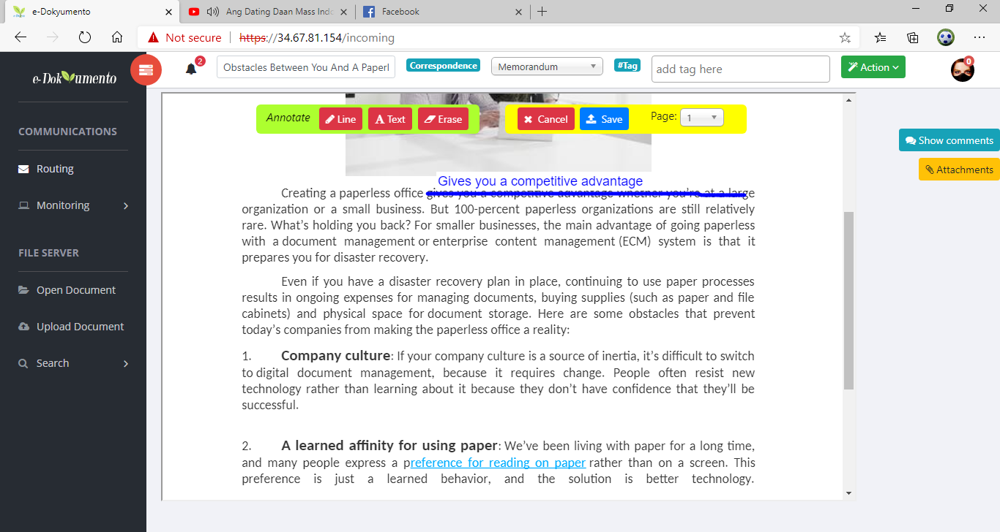 e-Dokyumento
Ang Dating Daan Mass Indo
Facebook
Not secure
https://34.67.81.154/incoming
e-Dokyumento
2
Obstacles Between You And A Paperl
Correspondence
Memorandum
#Tag
add tag here
Action
0
COMMUNICATIONS
Routing
Monitoring
FILE SERVER
Open Document
Upload Document
Search
Annotate
Line
Text
Erase
Cancel
Save
Page:
1
Show comments
Attachments
Gives you a competitive advantage
Creating a paperless office gives you a competitive advantage whether you're at a large
organization or a small business. But 100-percent paperless organizations are still relatively
rare. What's holding you back? For smaller businesses, the main advantage of going paperless
with a document management or enterprise content management (ECM) system is that it
prepares you for disaster recovery.
Even if you have a disaster recovery plan in place, continuing to use paper processes
results in ongoing expenses for managing documents, buying supplies (such as paper and file
cabinets) and physical space for document storage. Here are some obstacles that prevent
today's companies from making the paperless office a reality:
1. Company culture: If your company culture is a source of inertia, it's difficult to switch
to digital document management, because it requires change. People often resist new
technology rather than learning about it because they don't have confidence that they'll be
successful.
2. A learned affinity for using paper: We've been living with paper for a long time,
and many people express a preference for reading on paper rather than on a screen. This
preference is just a learned behavior, and the solution is better technology.